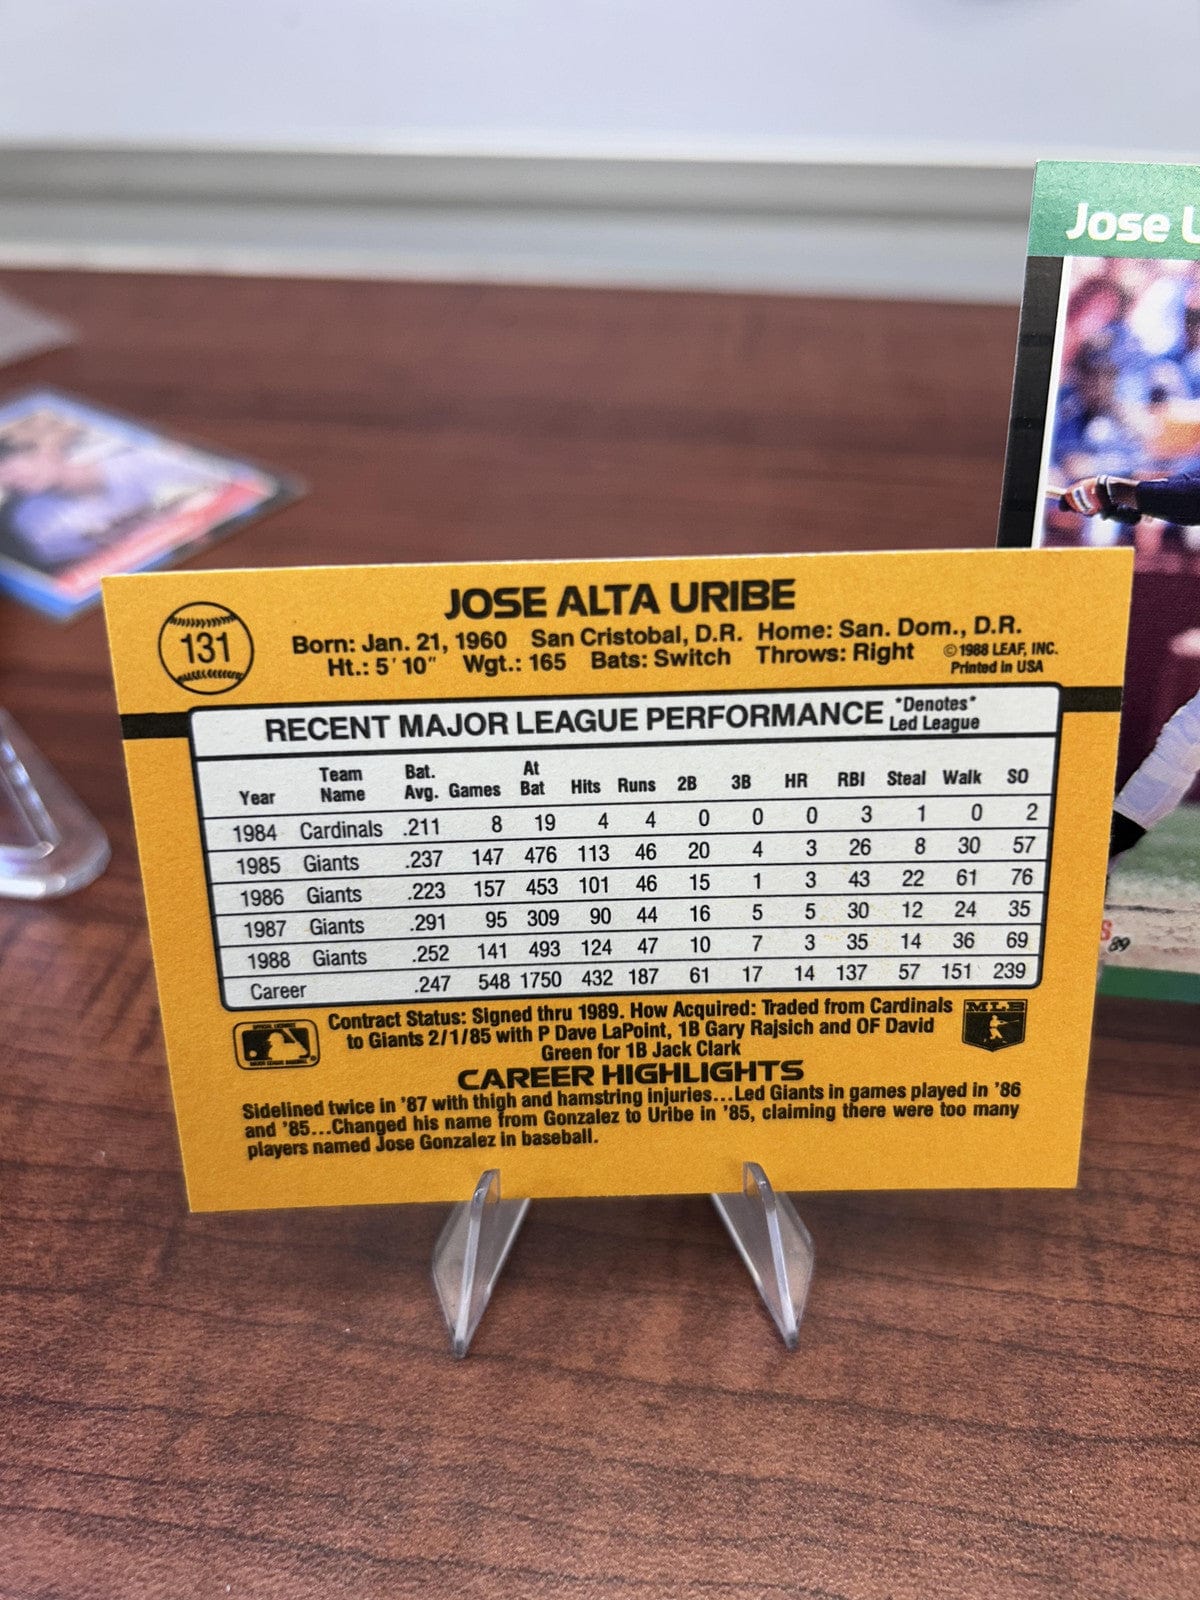 Jose U
131
JOSE ALTA URIBE
Born: Jan. 21, 1960 San Cristobal, D.R. Home: San. Dom., D.R.
Ht.: 5' 10" Wgt.: 165 Bats: Switch Throws: Right
©1988 LEAF, INC.
Printed in USA
RECENT MAJOR LEAGUE PERFORMANCE
*Denotes*
Led League
Year Team Name Bat. Avg. Games At Bat Hits Runs 2B 3B HR RBI Steal Walk SO
1984 Cardinals .211 8 19 4 4 0 0 0 3 1 0 2
1985 Giants .237 147 476 113 46 20 4 3 26 8 30 57
1986 Giants .223 157 453 101 46 15 1 3 43 22 61 76
1987 Giants .291 95 309 90 44 16 5 5 30 12 24 35
1988 Giants .252 141 493 124 47 10 7 3 35 14 36 69
Career .247 548 1750 432 187 61 17 14 137 57 151 239
Contract Status: Signed thru 1989. How Acquired: Traded from Cardinals
to Giants 2/1/85 with P Dave LaPoint, 1B Gary Rajsich and OF David
Green for 1B Jack Clark
MLB
CAREER HIGHLIGHTS
Sidelined twice in '87 with thigh and hamstring injuries...Led Giants in games played in '86
and '85...Changed his name from Gonzalez to Uribe in '85, claiming there were too many
players named Jose Gonzalez in baseball.
S
89